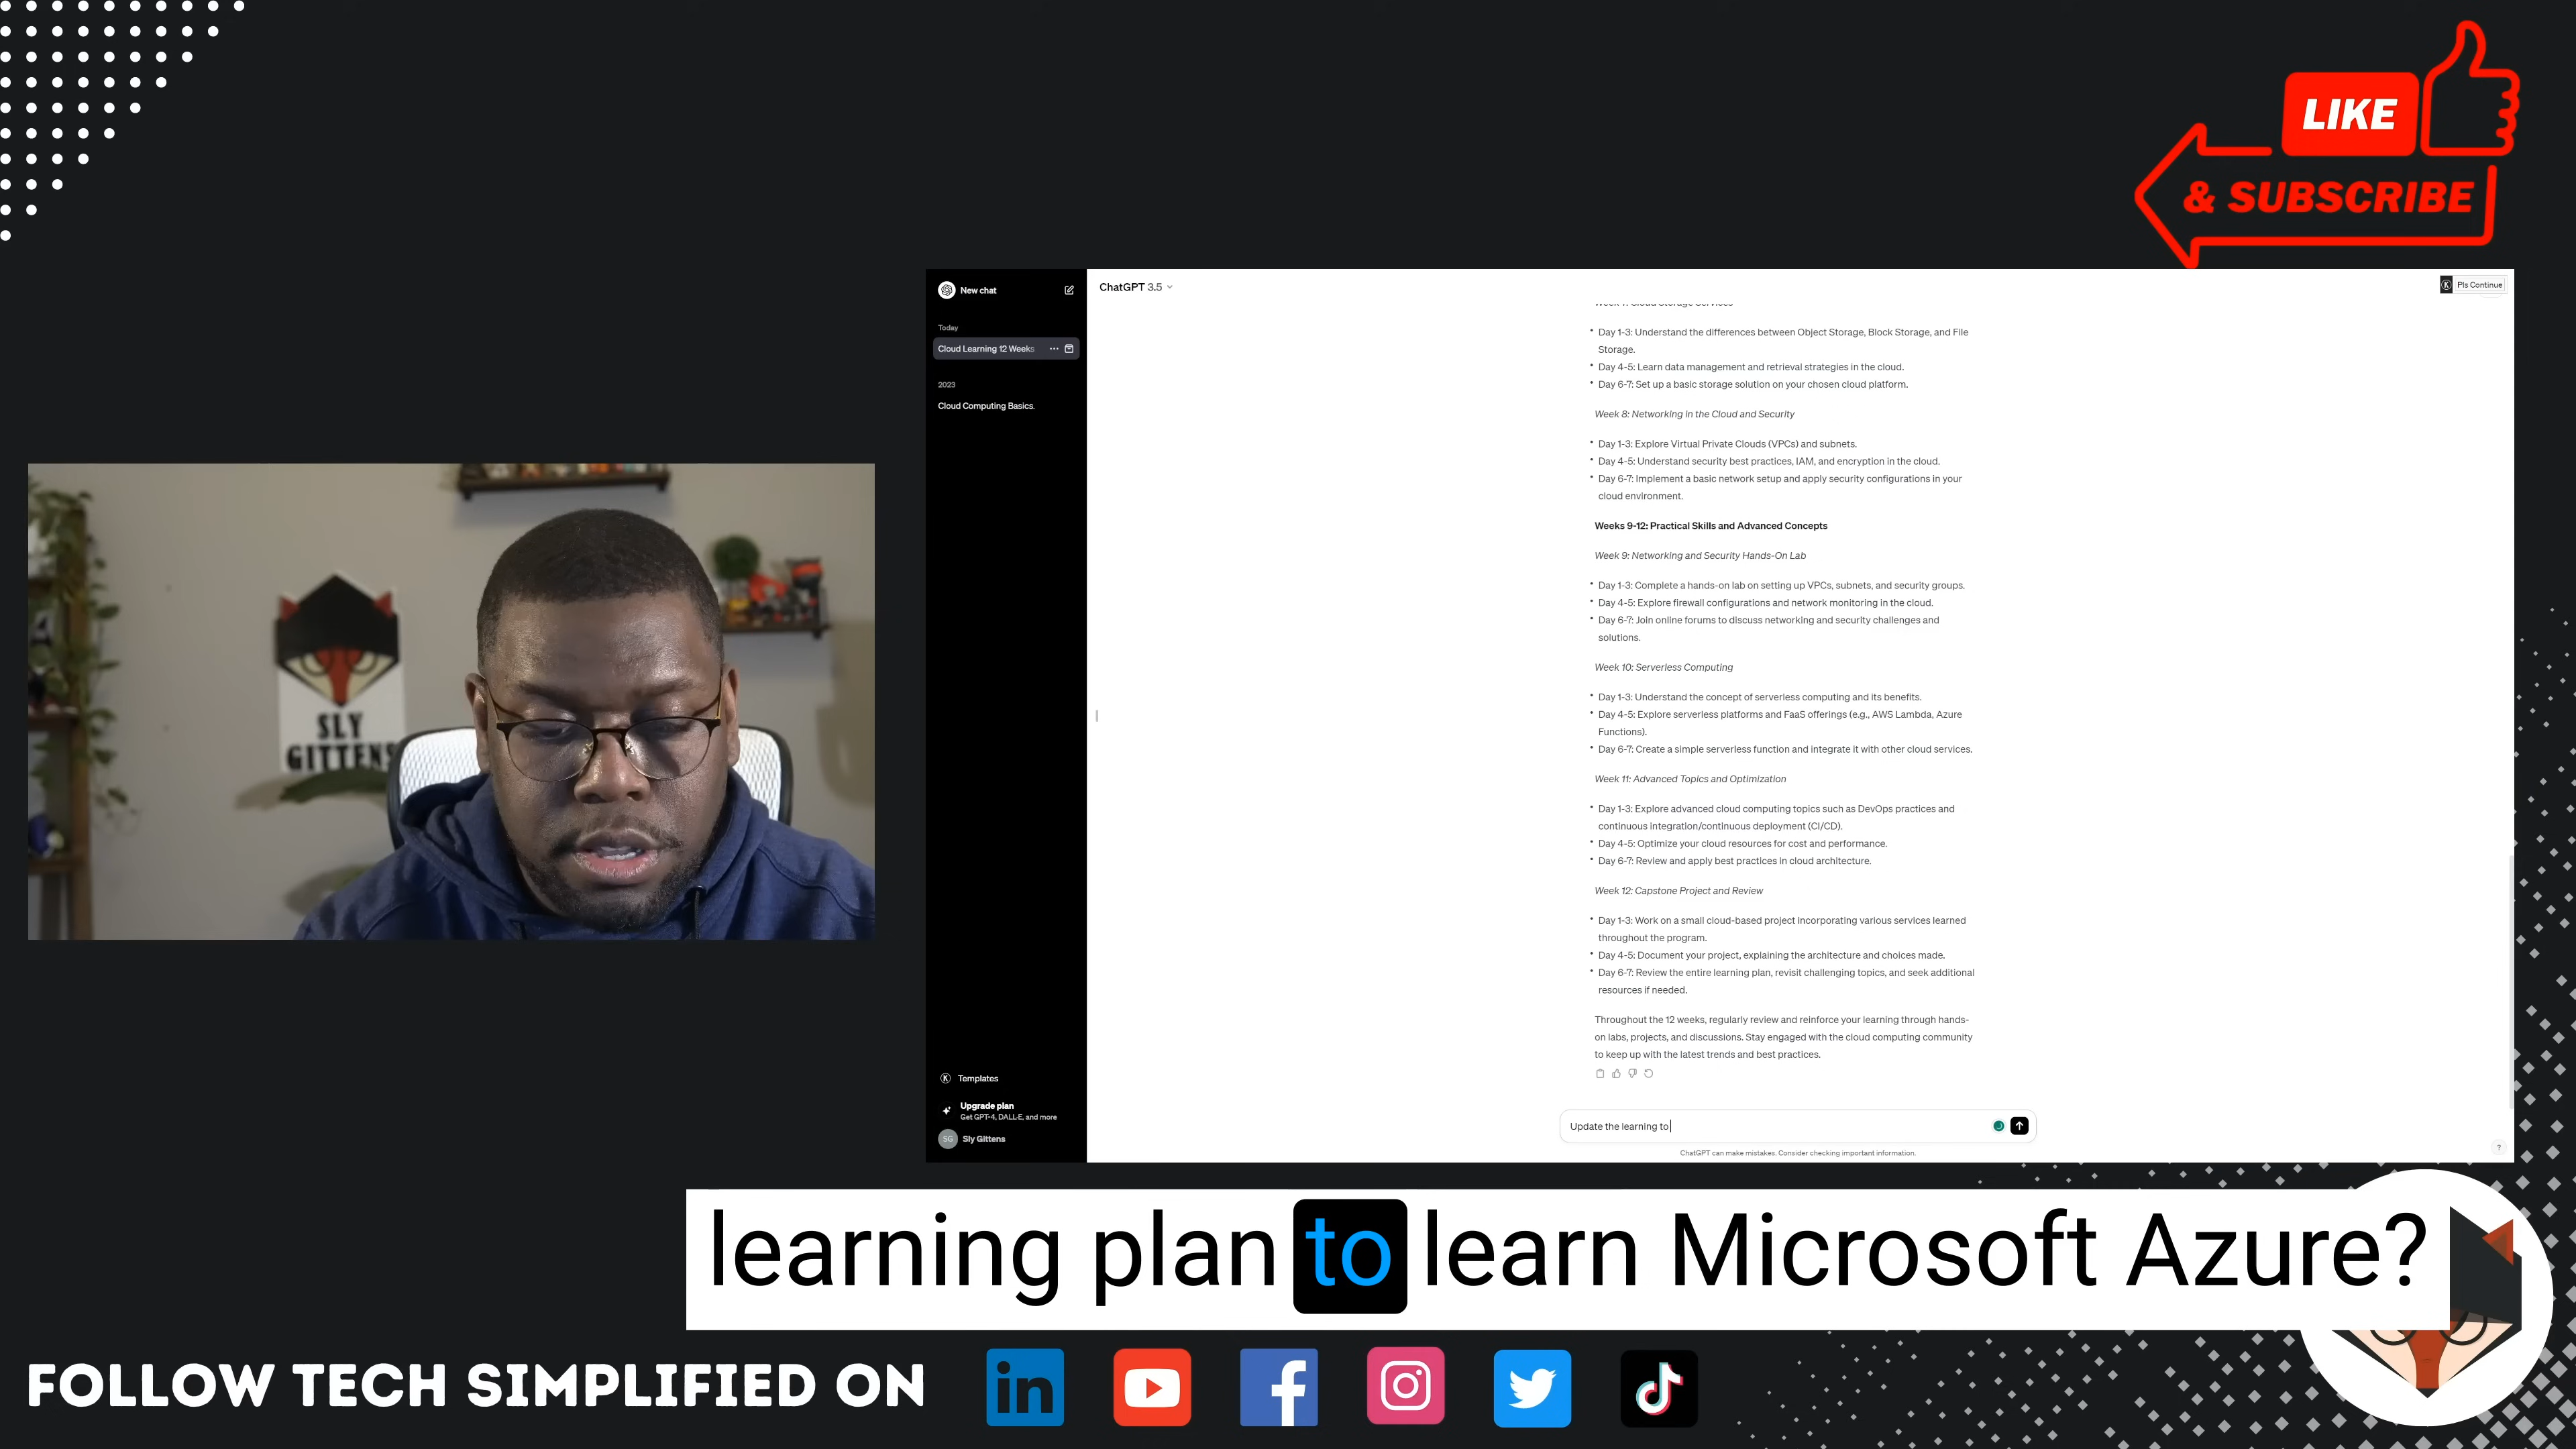 LIKE
& SUBSCRIBE
New chat
Today
Cloud Learning 12 Weeks
2023
Cloud Computing Basics.
Templates
Upgrade plan
Get GPT-4, DALL·E, and more
SG
Sly Gittens
ChatGPT 3.5
Pls Continue
Day 1-3: Understand the differences between Object Storage, Block Storage, and File
Storage.
Day 4-5: Learn data management and retrieval strategies in the cloud.
Day 6-7: Set up a basic storage solution on your chosen cloud platform.
Week 8: Networking in the Cloud and Security
Day 1-3: Explore Virtual Private Clouds (VPCs) and subnets.
Day 4-5: Understand security best practices, IAM, and encryption in the cloud.
Day 6-7: Implement a basic network setup and apply security configurations in your
cloud environment.
Weeks 9-12: Practical Skills and Advanced Concepts
Week 9: Networking and Security Hands-On Lab
Day 1-3: Complete a hands-on lab on setting up VPCs, subnets, and security groups.
Day 4-5: Explore firewall configurations and network monitoring in the cloud.
Day 6-7: Join online forums to discuss networking and security challenges and
solutions.
Week 10: Serverless Computing
Day 1-3: Understand the concept of serverless computing and its benefits.
Day 4-5: Explore serverless platforms and FaaS offerings (e.g., AWS Lambda, Azure
Functions).
Day 6-7: Create a simple serverless function and integrate it with other cloud services.
Week 11: Advanced Topics and Optimization
Day 1-3: Explore advanced cloud computing topics such as DevOps practices and
continuous integration/continuous deployment (CI/CD).
Day 4-5: Optimize your cloud resources for cost and performance.
Day 6-7: Review and apply best practices in cloud architecture.
Week 12: Capstone Project and Review
Day 1-3: Work on a small cloud-based project incorporating various services learned
throughout the program.
Day 4-5: Document your project, explaining the architecture and choices made.
Day 6-7: Review the entire learning plan, revisit challenging topics, and seek additional
resources if needed.
Throughout the 12 weeks, regularly review and reinforce your learning through hands-
on labs, projects, and discussions. Stay engaged with the cloud computing community
to keep up with the latest trends and best practices.
Update the learning to
ChatGPT can make mistakes. Consider checking important information.
?
SLY
GITTENS
learning plan to learn Microsoft Azure?
FOLLOW TECH SIMPLIFIED ON
in